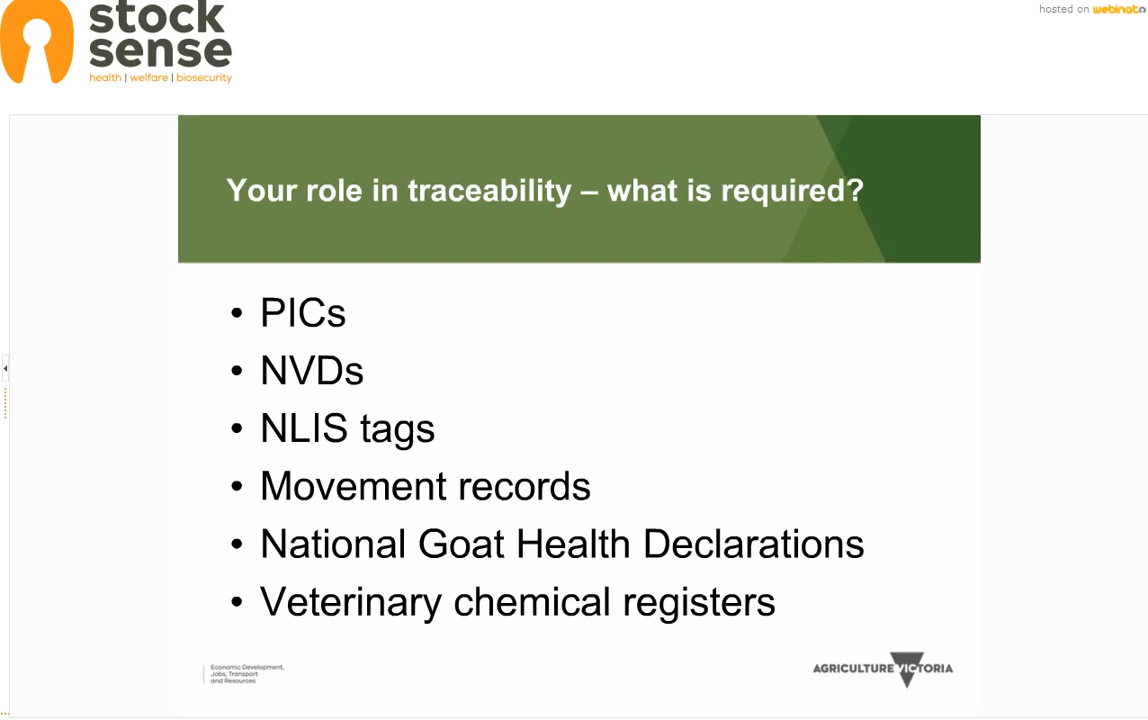 stock
sense
health | welfare | biosecurity
hosted on webinato
Your role in traceability – what is required?
• PICs
• NVDs
• NLIS tags
• Movement records
• National Goat Health Declarations
• Veterinary chemical registers
Economic Development,
Jobs, Transport
and Resources
AGRICULTURE VICTORIA